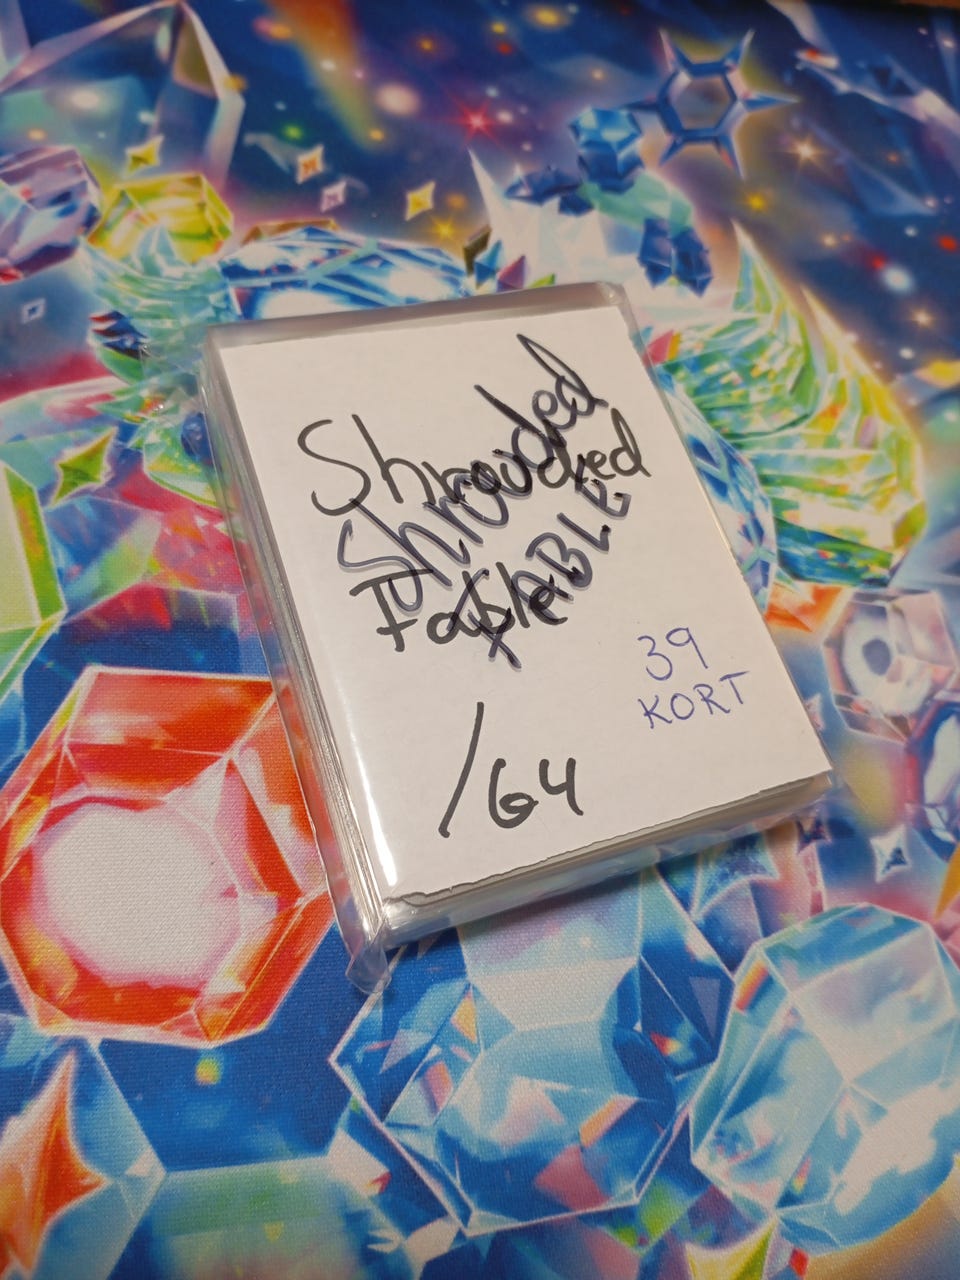 Shrouded
Shrouded
Fable
FABLE
39
KORT
/64